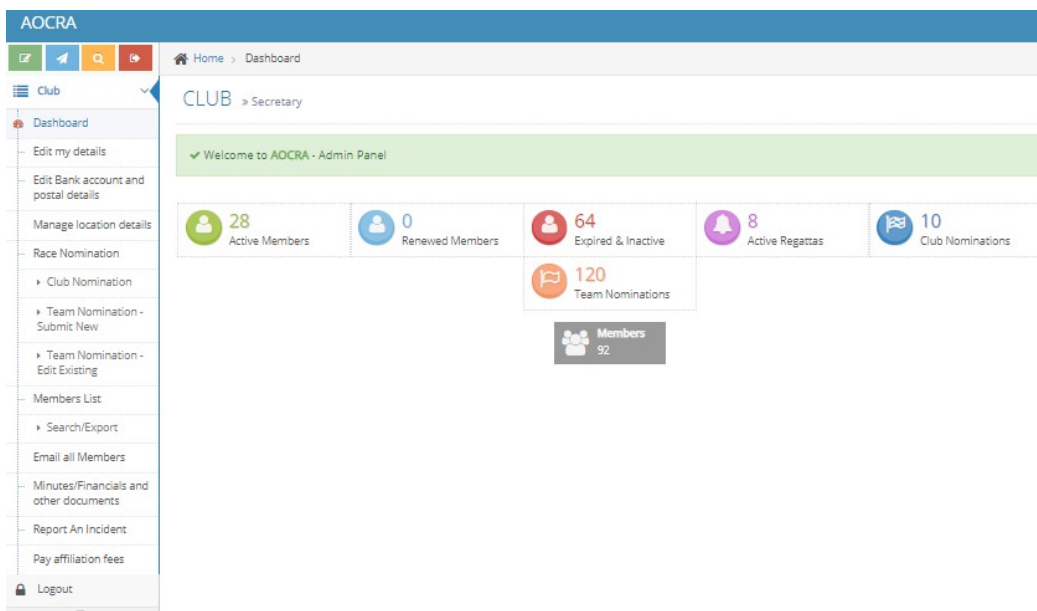 AOCRA
Home > Dashboard
Club
CLUB » Secretary
Dashboard
Edit my details
Welcome to AOCRA - Admin Panel
Edit Bank account and
postal details
Manage location details
28
Active Members
0
Renewed Members
64
Expired & Inactive
8
Active Regattas
10
Club Nominations
120
Team Nominations
Members
92
Race Nomination
Club Nomination
Team Nomination -
Submit New
Team Nomination -
Edit Existing
Members List
Search/Export
Email all Members
Minutes/Financials and
other documents
Report An Incident
Pay affiliation fees
Logout